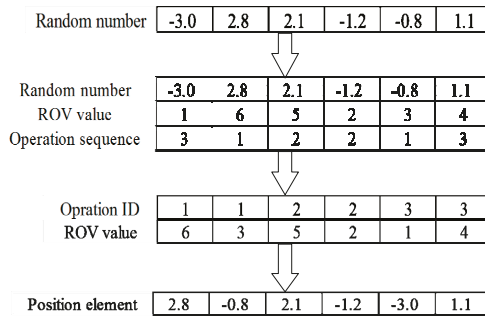 Random number -3.0 2.8 2.1 -1.2 -0.8 1.1
Random number -3.0 2.8 2.1 -1.2 -0.8 1.1
ROV value 1 6 5 2 3 4
Operation sequence 3 1 2 2 1 3
Opration ID 1 1 2 2 3 3
ROV value 6 3 5 2 1 4
Position element 2.8 -0.8 2.1 -1.2 -3.0 1.1